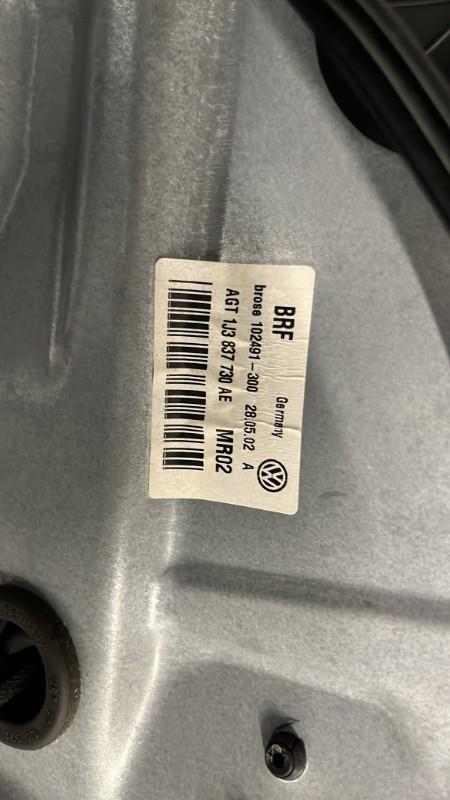 BRF
Germany
brose 102491-300 28.05.02 A
AGT 1J3 837 730 AE MR02